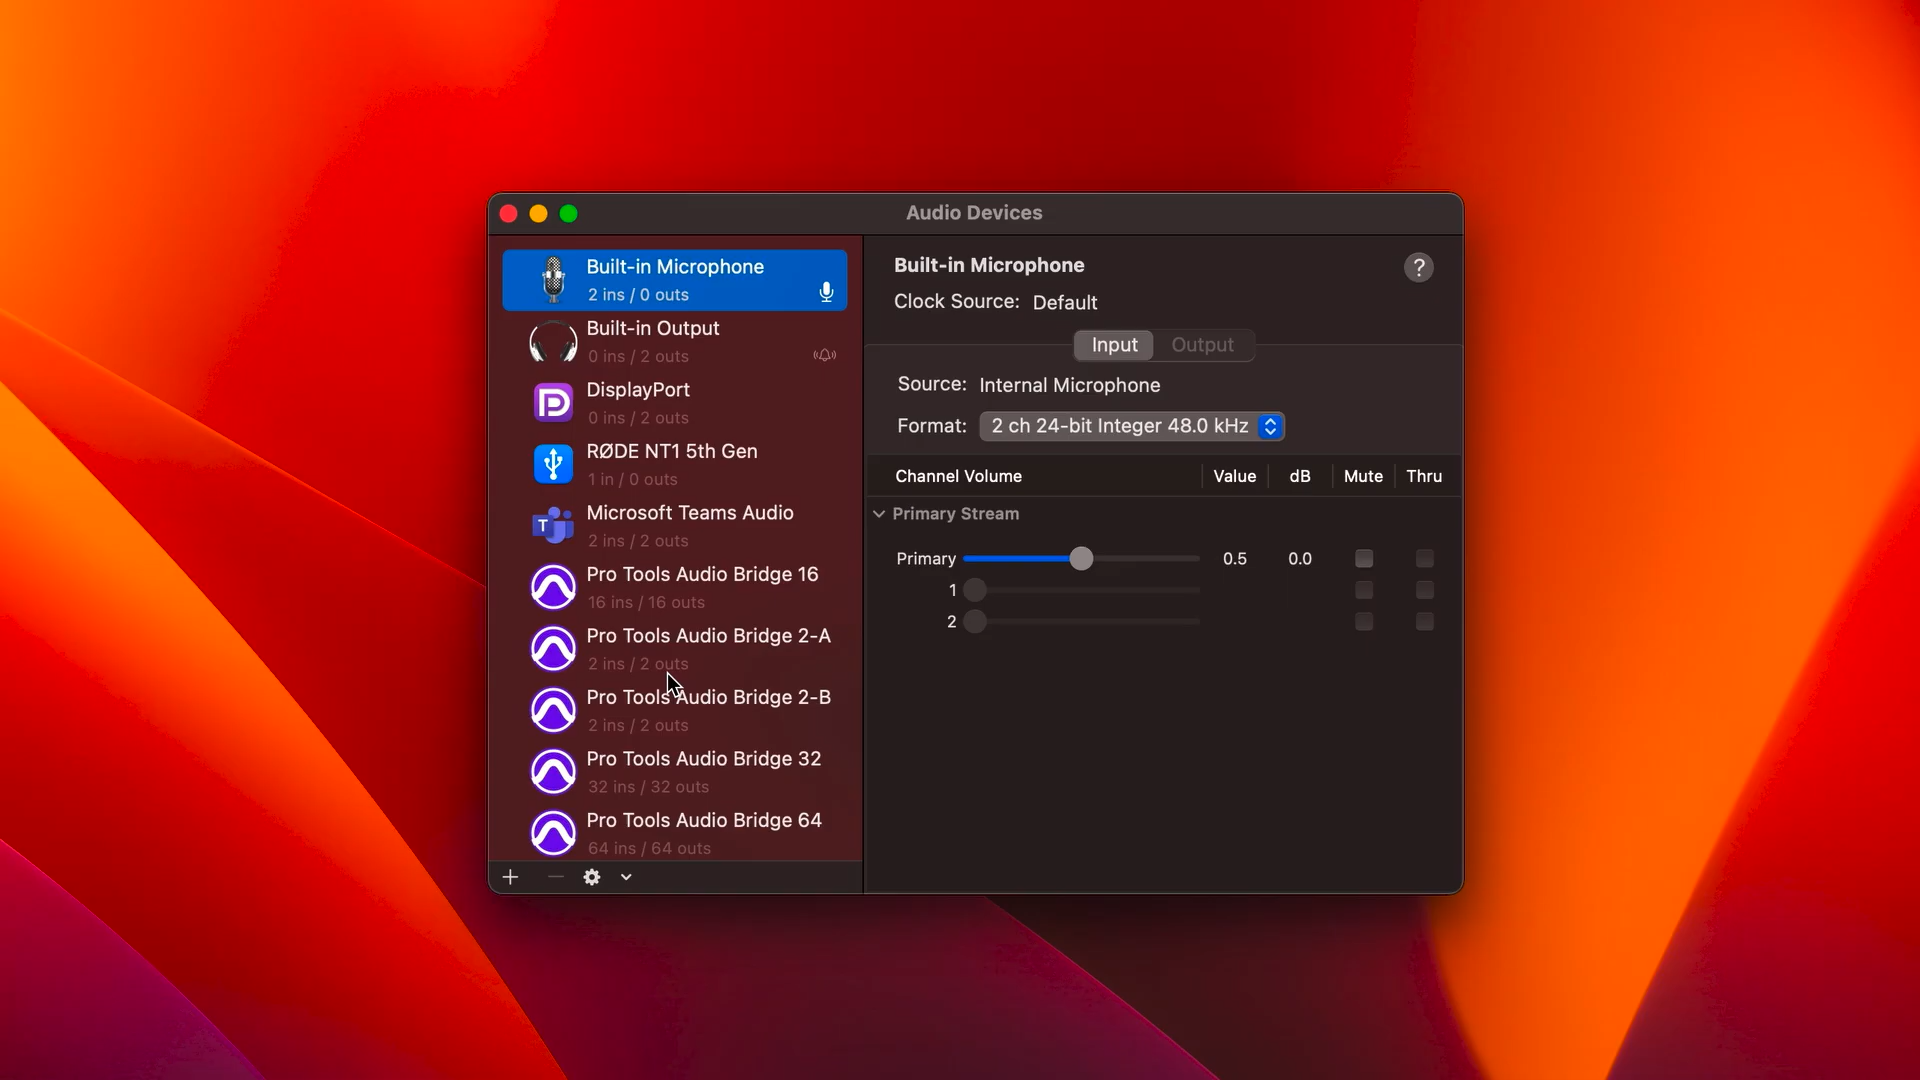 Audio Devices
Built-in Microphone
2 ins / 0 outs
Built-in Output
0 ins / 2 outs
DisplayPort
0 ins / 2 outs
RØDE NT1 5th Gen
1 in / 0 outs
T
Microsoft Teams Audio
2 ins / 2 outs
Pro Tools Audio Bridge 16
16 ins / 16 outs
Pro Tools Audio Bridge 2-A
2 ins / 2 outs
Pro Tools Audio Bridge 2-B
2 ins / 2 outs
Pro Tools Audio Bridge 32
32 ins / 32 outs
Pro Tools Audio Bridge 64
64 ins / 64 outs
Built-in Microphone
?
Clock Source: Default
Input Output
Source: Internal Microphone
Format: 2 ch 24-bit Integer 48.0 kHz
Channel Volume Value dB Mute Thru
Primary Stream
Primary 0.5 0.0
1
2